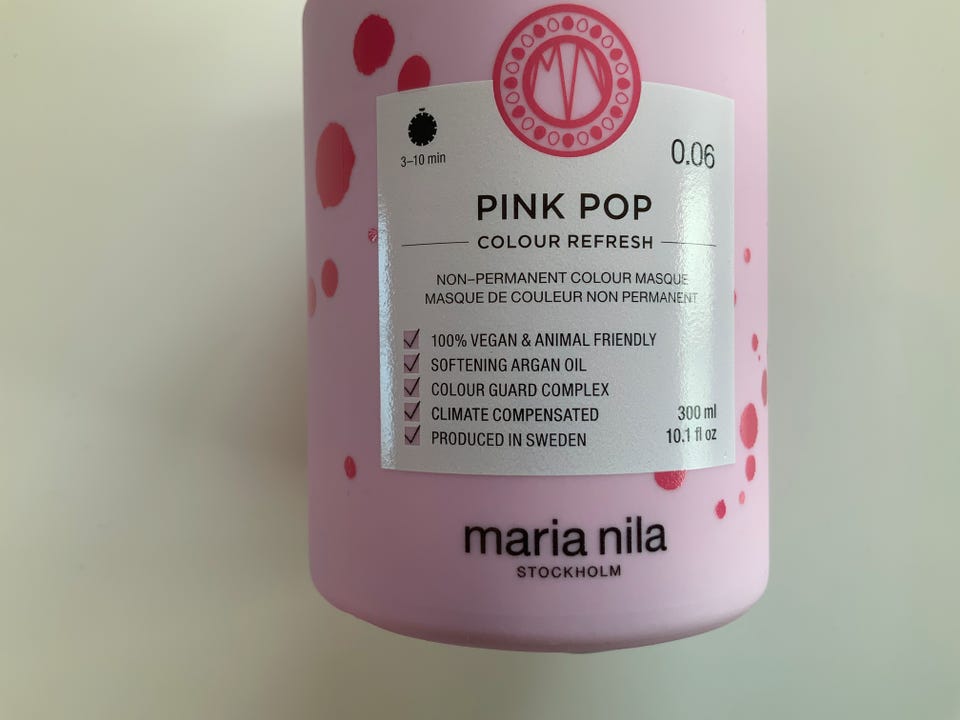 3–10 min
0.06
PINK POP
COLOUR REFRESH
NON–PERMANENT COLOUR MASQUE
MASQUE DE COULEUR NON PERMANENT
100% VEGAN & ANIMAL FRIENDLY
SOFTENING ARGAN OIL
COLOUR GUARD COMPLEX
CLIMATE COMPENSATED
300 ml
PRODUCED IN SWEDEN
10.1 fl oz
maria nila
STOCKHOLM